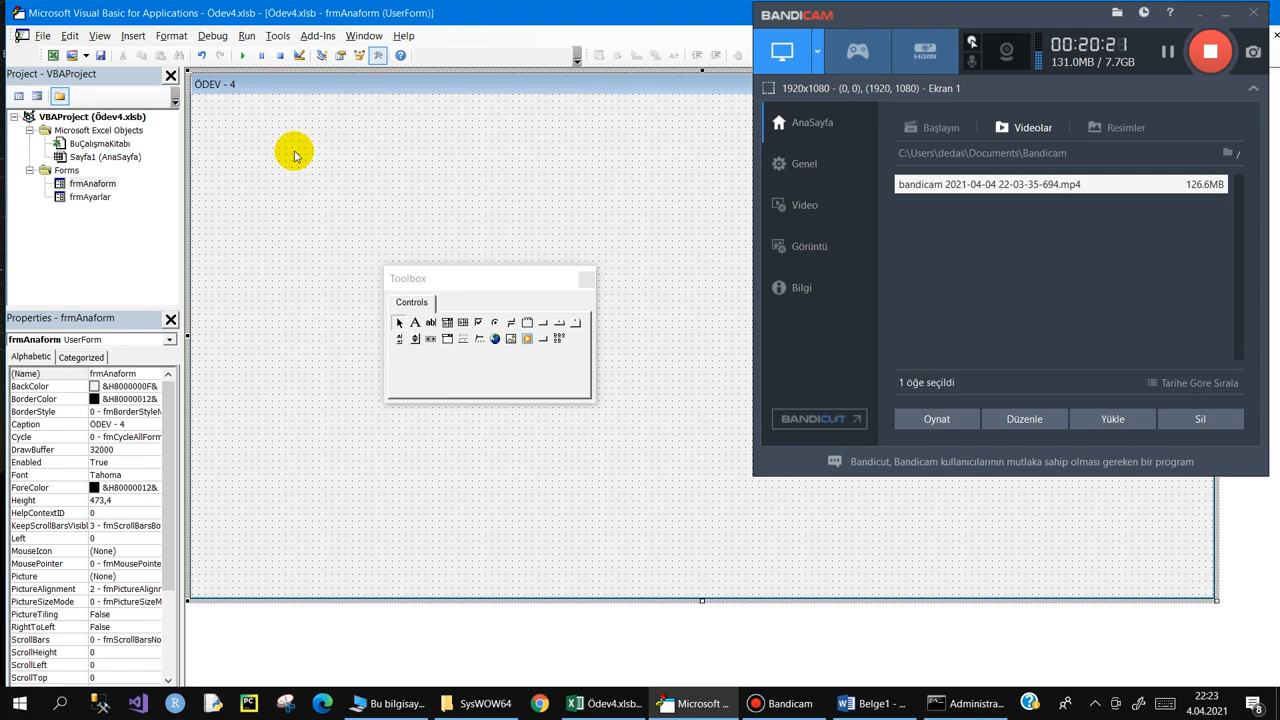 Microsoft Visual Basic for Applications - Ödev4.xlsb - [Ödev4.xlsb - frmAnaform (UserForm)]
File Edit View Insert Format Debug Run Tools Add-Ins Window Help
Project - VBAProject
VBAProject (Ödev4.xlsb)
Microsoft Excel Objects
BuÇalışmaKitabı
Sayfa1 (AnaSayfa)
Forms
frmAnaform
frmAyarlar
Properties - frmAnaform
frmAnaform UserForm
Alphabetic Categorized
(Name) frmAnaform
BackColor &H8000000F&
BorderColor &H80000012&
BorderStyle 0 - fmBorderStyleN
Caption ÖDEV - 4
Cycle 0 - fmCycleAllForm
DrawBuffer 32000
Enabled True
Font Tahoma
ForeColor &H80000012&
Height 473,4
HelpContextID 0
KeepScrollBarsVisibl 3 - fmScrollBarsBo
Left 0
MouseIcon (None)
MousePointer 0 - fmMousePointe
Picture (None)
PictureAlignment 2 - fmPictureAlignr
PictureSizeMode 0 - fmPictureSizeM
PictureTiling False
RightToLeft False
ScrollBars 0 - fmScrollBarsNo
ScrollHeight 0
ScrollLeft 0
ScrollTop 0
ÖDEV - 4
Toolbox
Controls
BANDICAM
HDMI
00:20:21
131.0MB / 7.7GB
1920x1080 - (0, 0), (1920, 1080) - Ekran 1
AnaSayfa
Genel
Video
Görüntü
Bilgi
BANDICUT
Başlayın Videolar Resimler
C:\Users\dedas\Documents\Bandicam
bandicam 2021-04-04 22-03-35-694.mp4 126.6MB
1 öğe seçildi Tarihe Göre Sırala
Oynat Düzenle Yükle Sil
Bandicut, Bandicam kullanıcılarının mutlaka sahip olması gereken bir program
Bu bilgisay... SysWOW64 Ödev4.xlsb... Microsoft ... Bandicam Belge1 - ... Administra...
22:23
4.04.2021
8